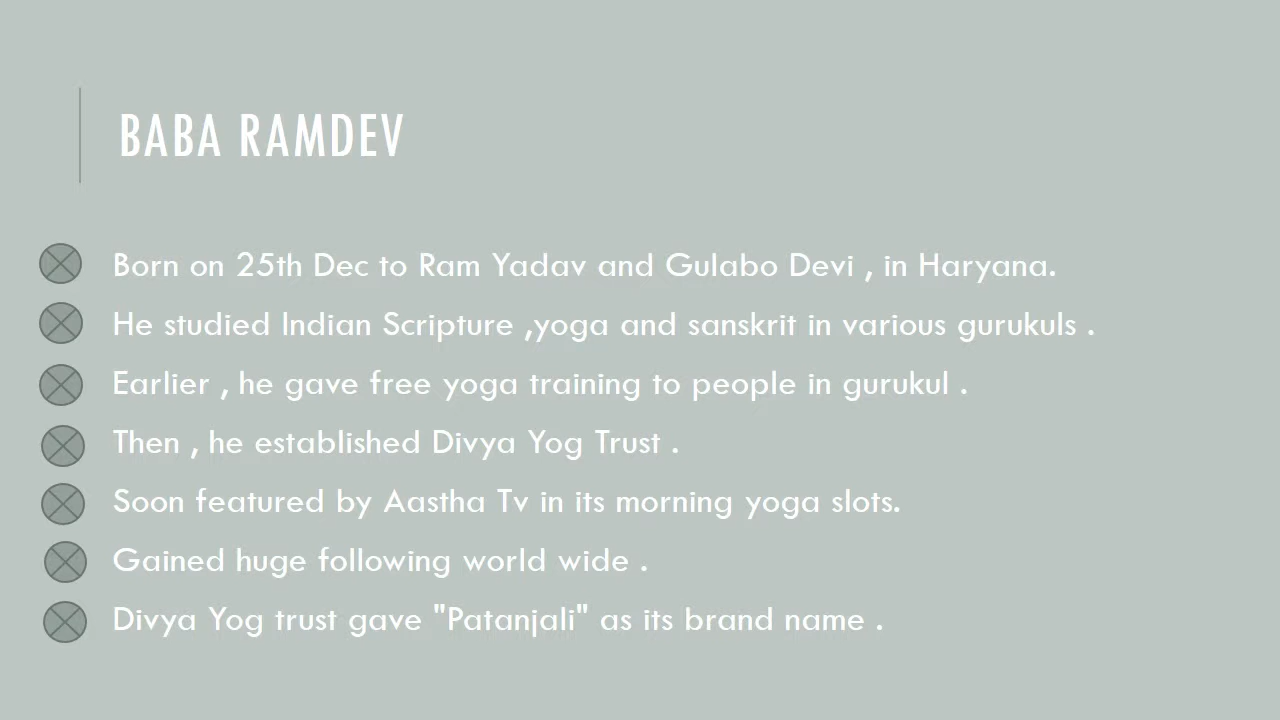 BABA RAMDEV
Born on 25th Dec to Ram Yadav and Gulabo Devi , in Haryana.
He studied Indian Scripture ,yoga and sanskrit in various gurukuls .
Earlier , he gave free yoga training to people in gurukul .
Then , he established Divya Yog Trust .
Soon featured by Aastha Tv in its morning yoga slots.
Gained huge following world wide .
Divya Yog trust gave "Patanjali" as its brand name .